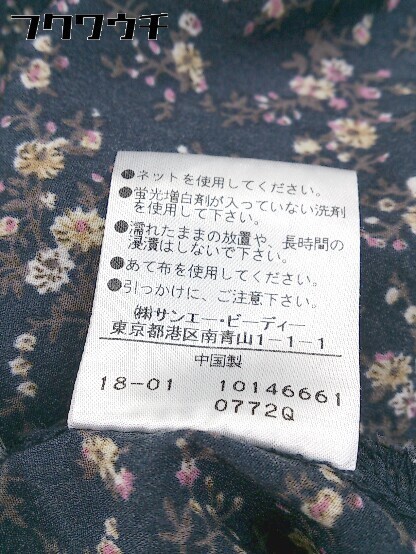 フクワウチ
●ネットを使用してください。
●蛍光増白剤が入っていない洗剤
を使用して下さい。
●濡れたままの放置や、長時間の
浸漬はしないで下さい。
●あて布を使用してください。
●引っかけに、ご注意下さい。
㈱サンエー・ビーディー
東京都港区南青山1-1-1
中国製
18-01 10146661
0772Q